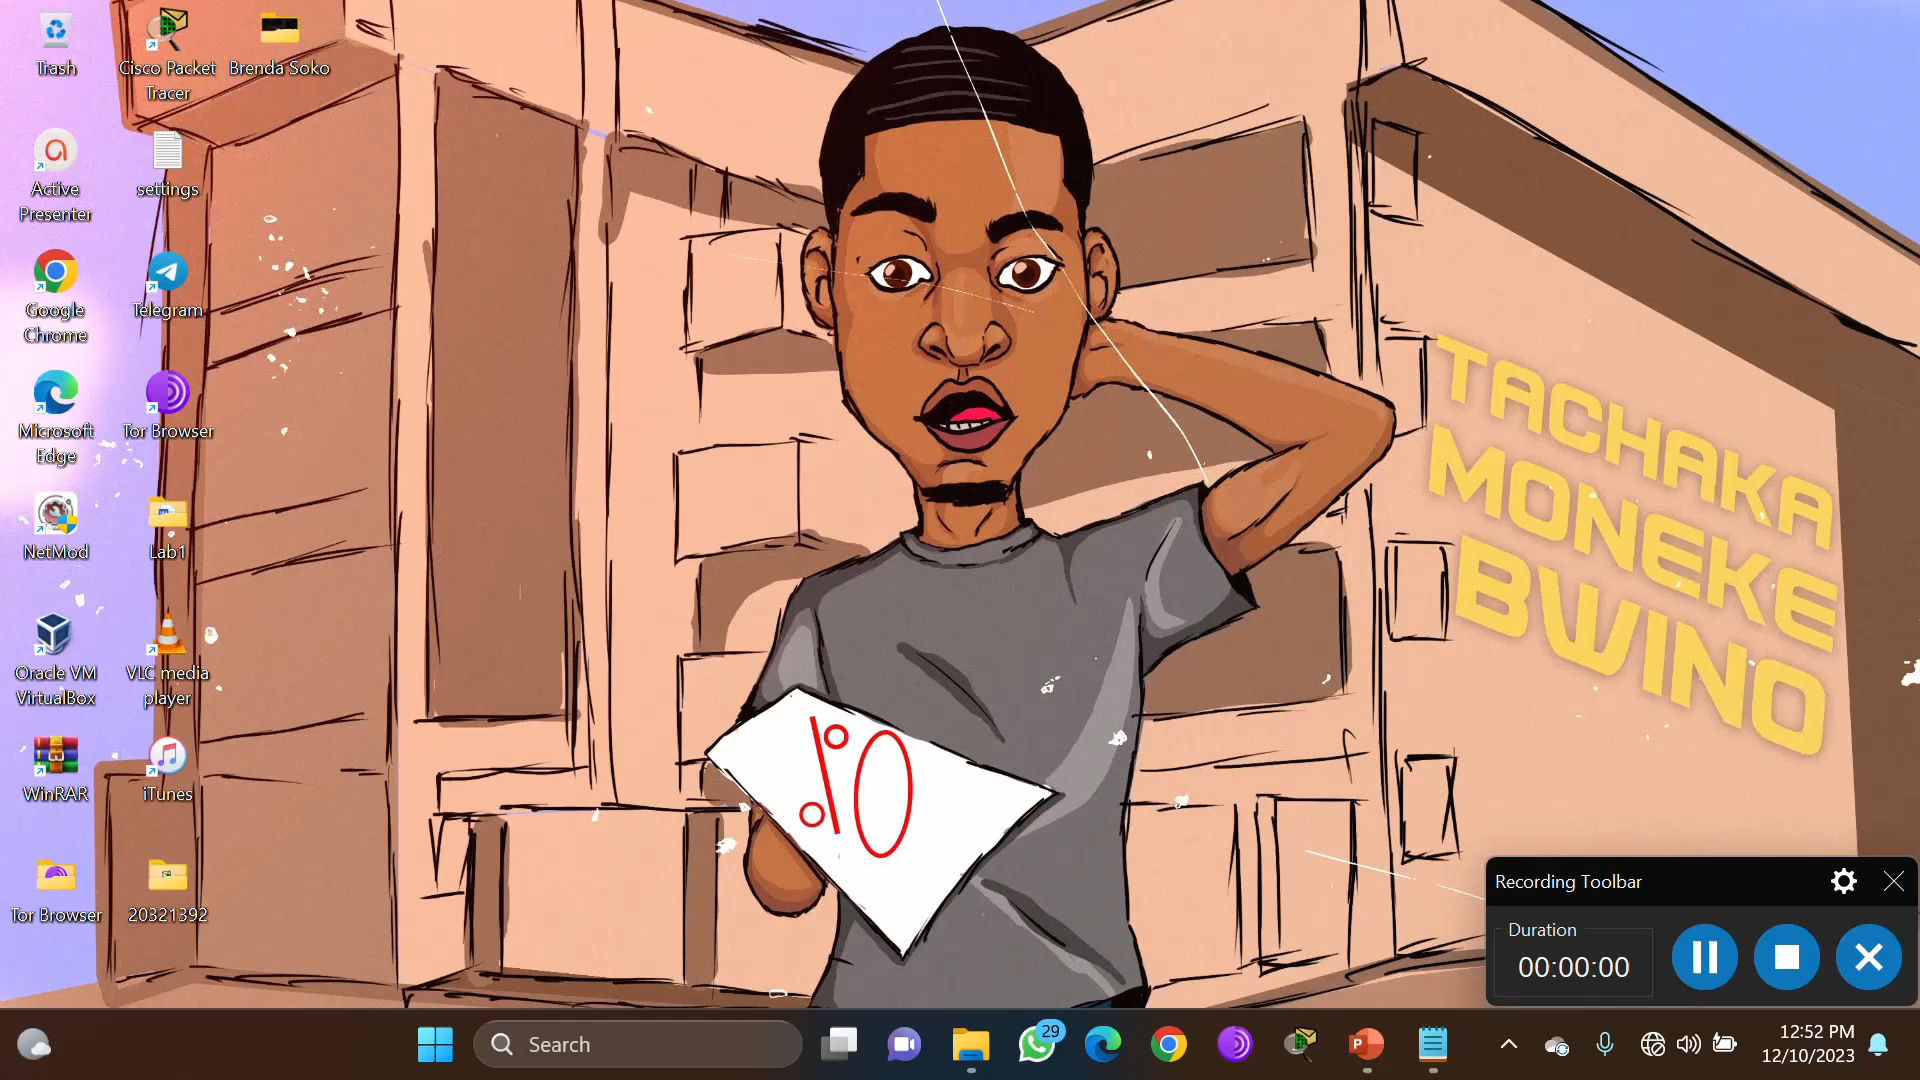 Trash
Cisco Packet
Tracer
Brenda Soko
Active
Presenter
settings
Google
Chrome
Telegram
Microsoft
Edge
Tor Browser
NetMod
Lab1
Oracle VM
VirtualBox
VLC media
player
WinRAR
iTunes
Tor Browser
20321392
TACHAKA
MONEKE
BWINO
%0
Recording Toolbar
Duration
00:00:00
Search
29
12:52 PM
12/10/2023